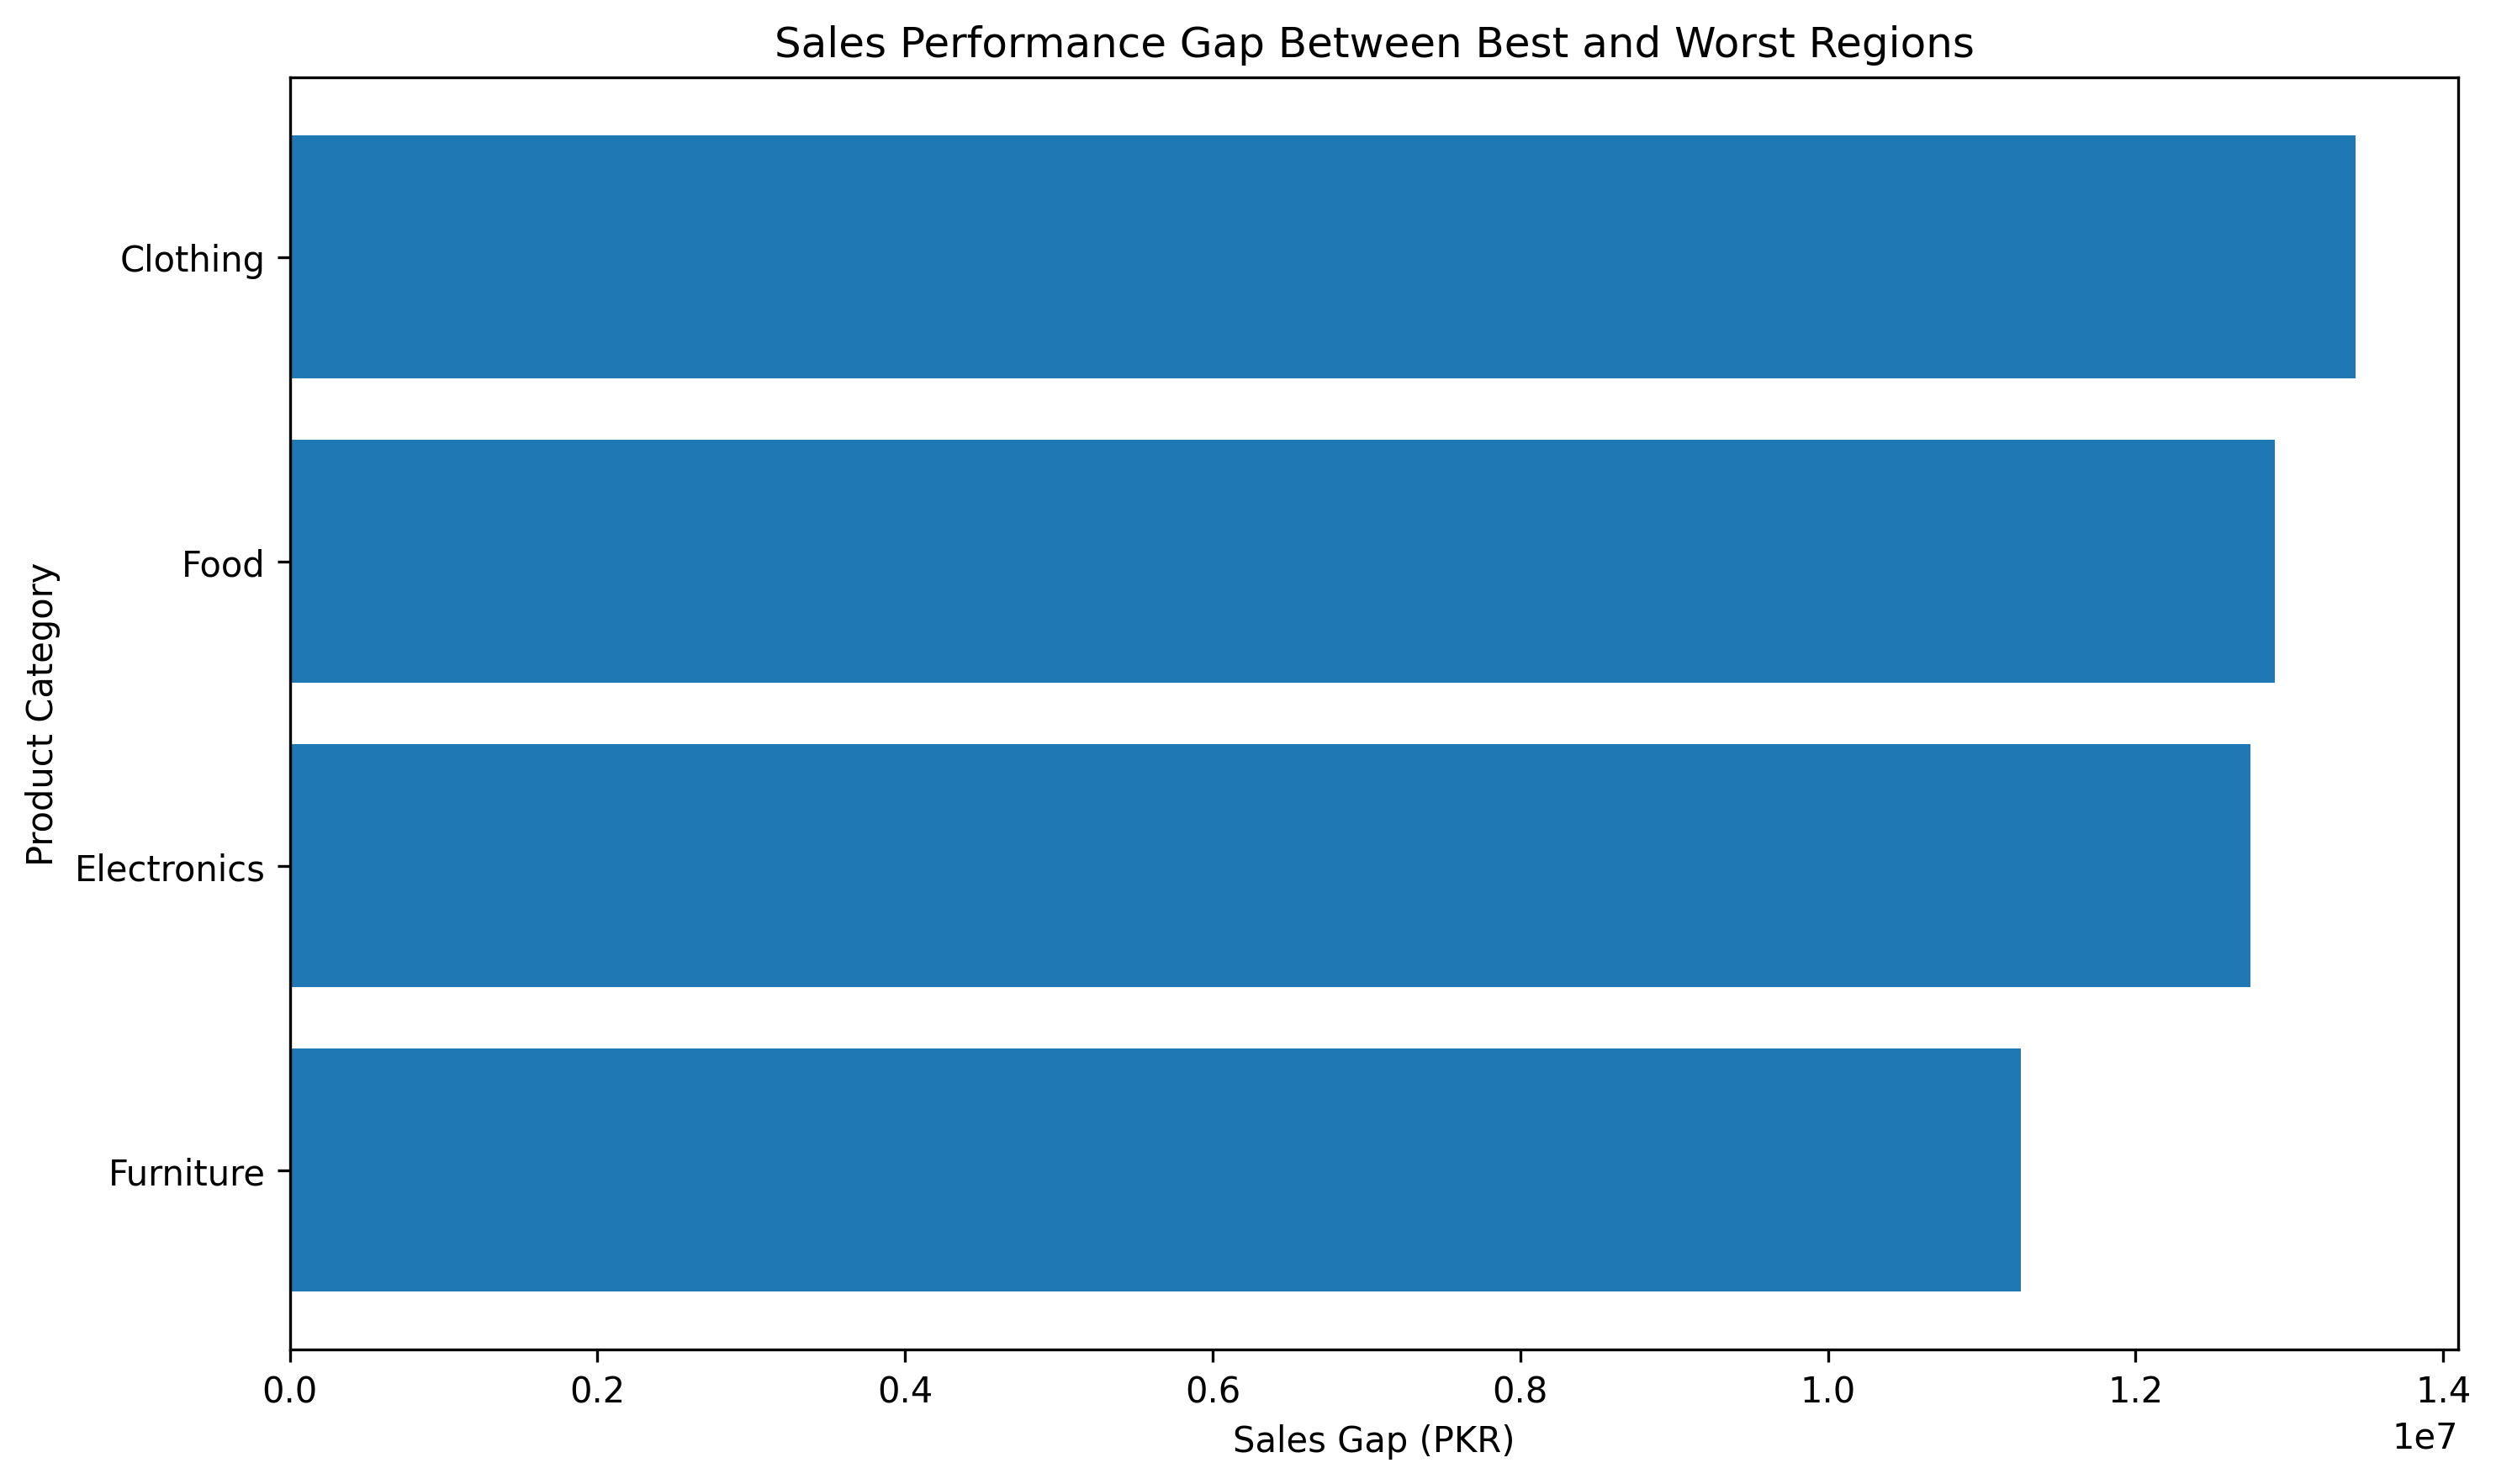 Sales Performance Gap Between Best and Worst Regions
Product Category
Clothing
Food
Electronics
Furniture
0.0 0.2 0.4 0.6 0.8 1.0 1.2 1.4
Sales Gap (PKR)
1e7